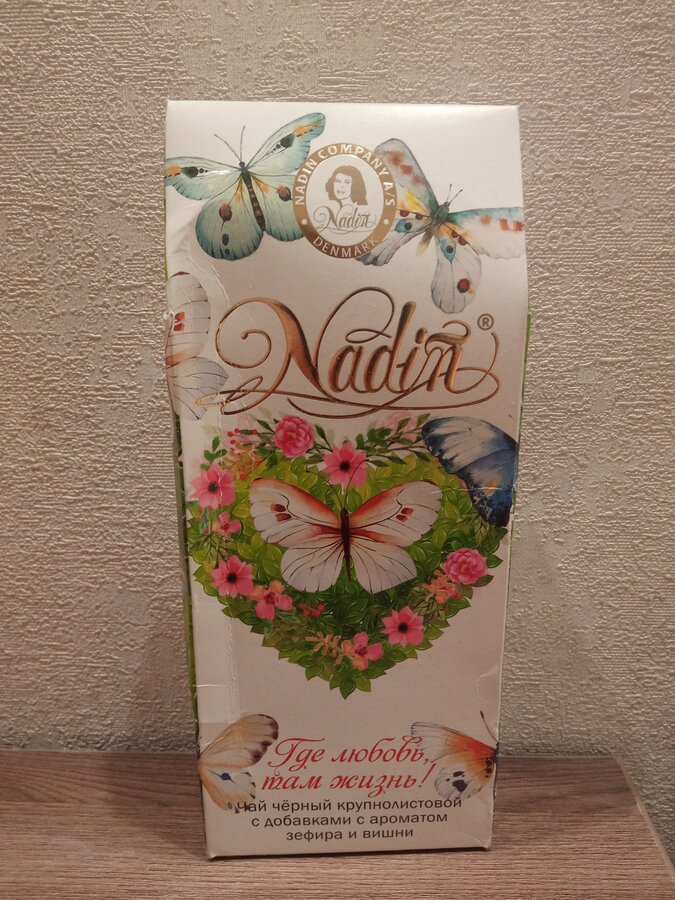 NADIN COMPANY A/S
Nadin
DENMARK
Nadin®
Где любовь,
там жизнь!
Чай чёрный крупнолистовой
с добавками с ароматом
зефира и вишни